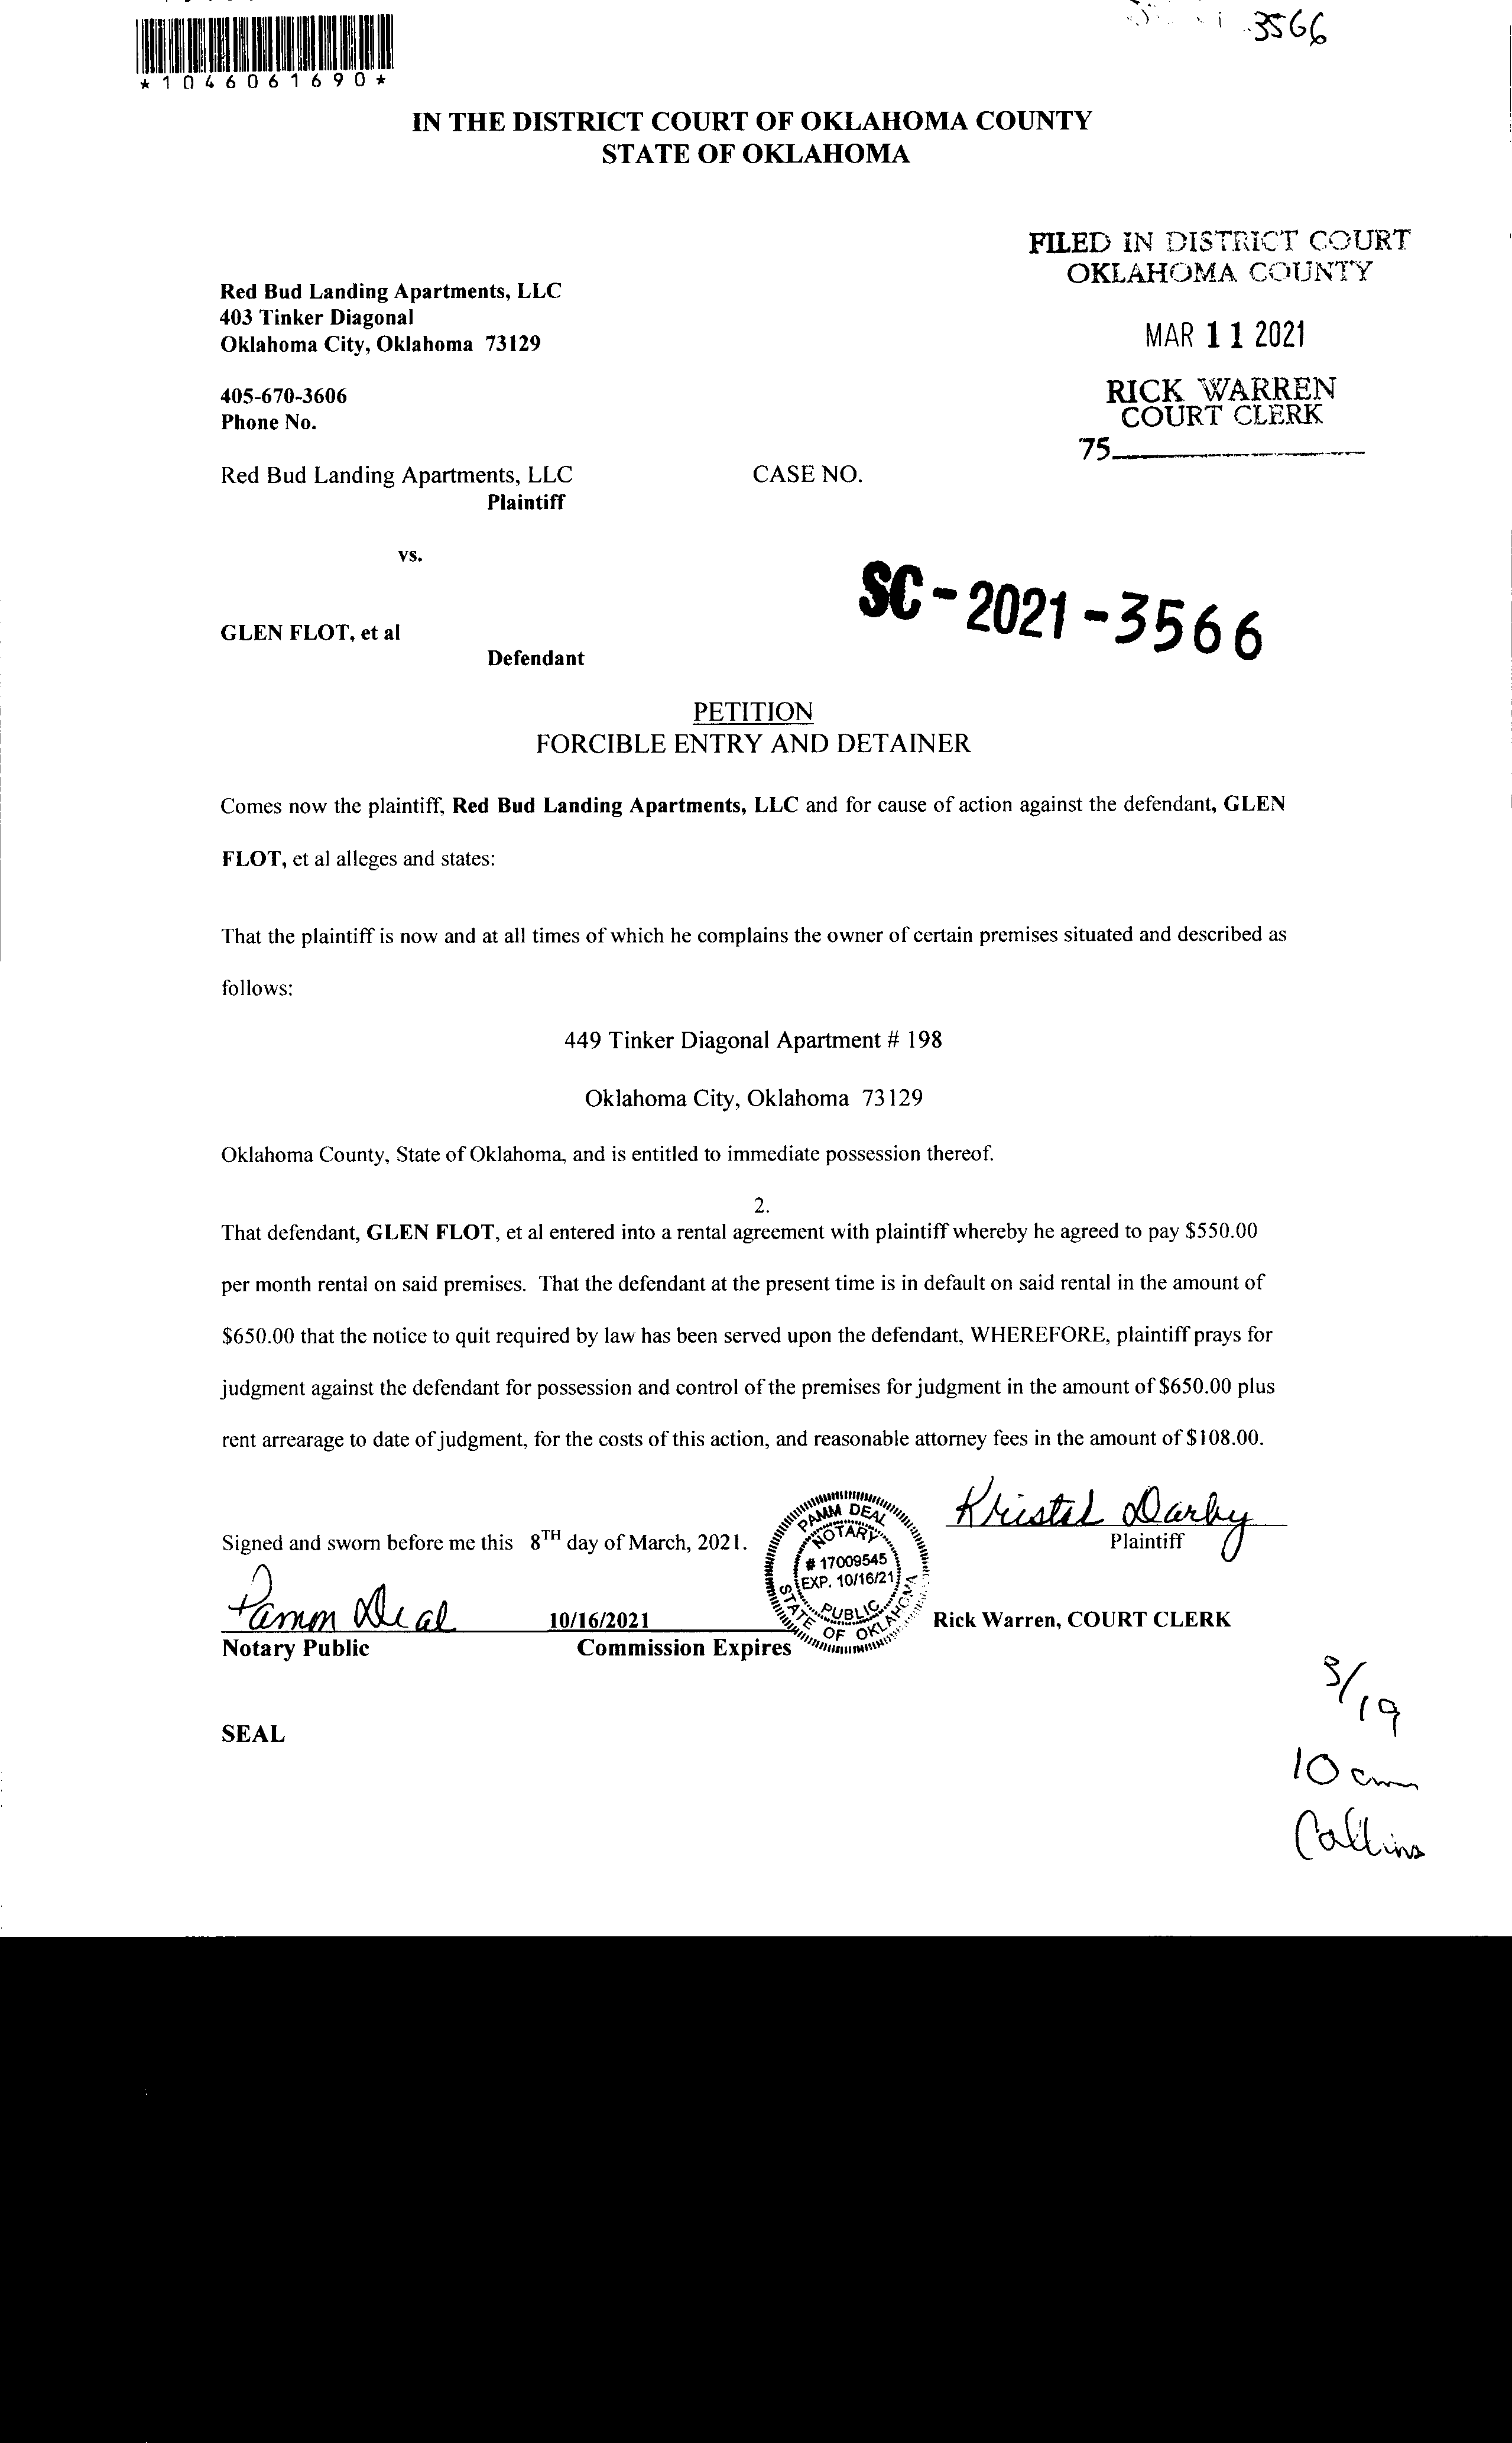 3566
*1046061690*
IN THE DISTRICT COURT OF OKLAHOMA COUNTY
STATE OF OKLAHOMA
FILED IN DISTRICT COURT
OKLAHOMA COUNTY
MAR 11 2021
RICK WARREN
COURT CLERK
75
Red Bud Landing Apartments, LLC
403 Tinker Diagonal
Oklahoma City, Oklahoma 73129
405-670-3606
Phone No.
Red Bud Landing Apartments, LLC CASE NO.
Plaintiff
vs.
SC-2021-3566
GLEN FLOT, et al
Defendant
PETITION
FORCIBLE ENTRY AND DETAINER
Comes now the plaintiff, Red Bud Landing Apartments, LLC and for cause of action against the defendant, GLEN
FLOT, et al alleges and states:
That the plaintiff is now and at all times of which he complains the owner of certain premises situated and described as
follows:
449 Tinker Diagonal Apartment # 198
Oklahoma City, Oklahoma 73129
Oklahoma County, State of Oklahoma, and is entitled to immediate possession thereof.
2.
That defendant, GLEN FLOT, et al entered into a rental agreement with plaintiff whereby he agreed to pay $550.00
per month rental on said premises. That the defendant at the present time is in default on said rental in the amount of
$650.00 that the notice to quit required by law has been served upon the defendant, WHEREFORE, plaintiff prays for
judgment against the defendant for possession and control of the premises for judgment in the amount of $650.00 plus
rent arrearage to date of judgment, for the costs of this action, and reasonable attorney fees in the amount of $108.00.
Kristal Darby
Plaintiff
Signed and sworn before me this 8TH day of March, 2021.
PAMM DEAL
NOTARY
# 17009545
EXP. 10/16/21
PUBLIC
STATE OF OKLAHOMA
Pamm Deal 10/16/2021
Notary Public Commission Expires
Rick Warren, COURT CLERK
SEAL
3/19
10 am
Collins